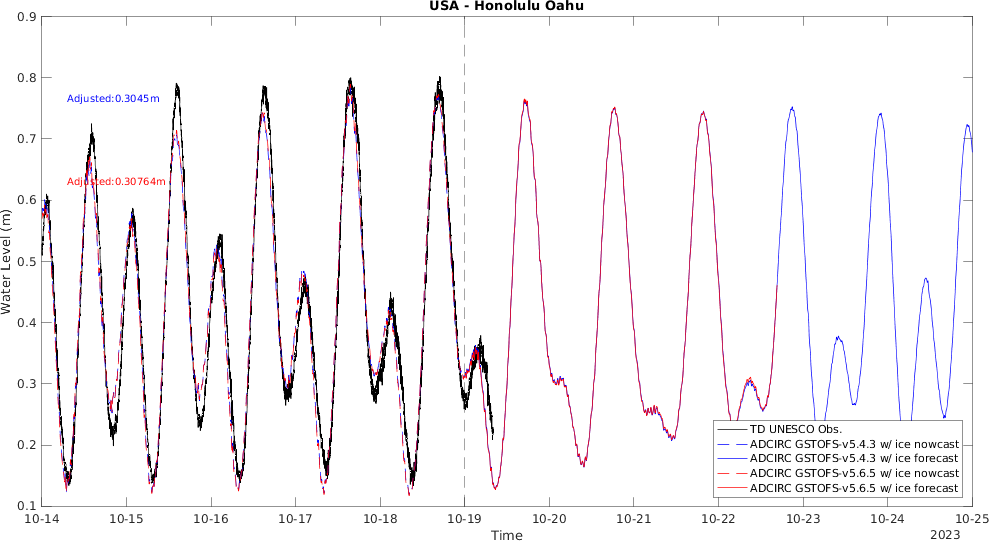 USA - Honolulu Oahu
0.9
0.8
0.7
0.6
0.5
0.4
0.3
0.2
0.1
Water Level (m)
Adjusted:0.3045m
Adjusted:0.30764m
TD UNESCO Obs.
ADCIRC GSTOFS-v5.4.3 w/ ice nowcast
ADCIRC GSTOFS-v5.4.3 w/ ice forecast
ADCIRC GSTOFS-v5.6.5 w/ ice nowcast
ADCIRC GSTOFS-v5.6.5 w/ ice forecast
10-14 10-15 10-16 10-17 10-18 10-19 10-20 10-21 10-22 10-23 10-24 10-25
Time
2023